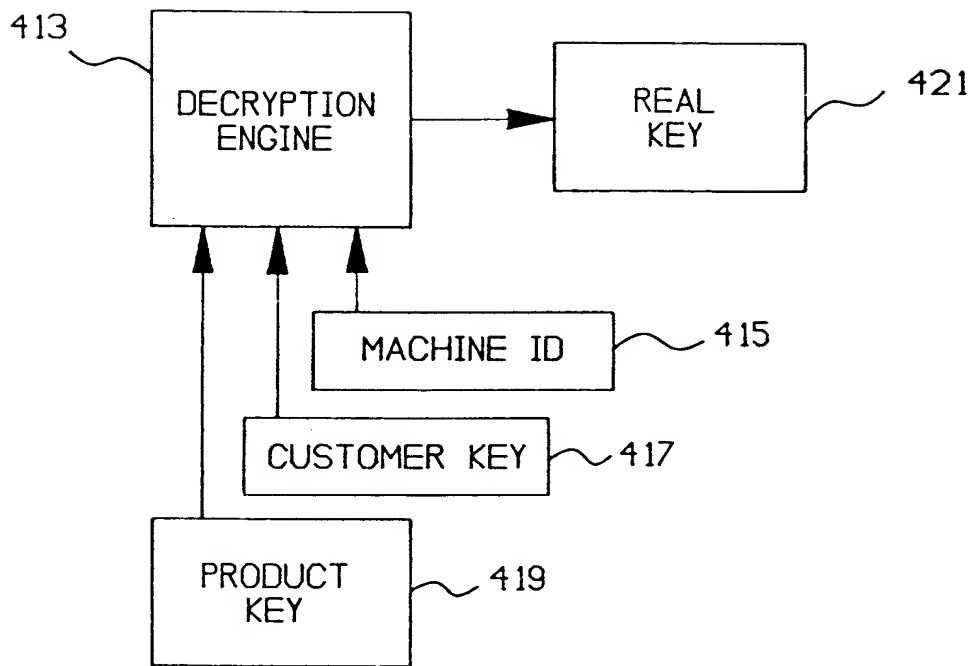 413
DECRYPTION
ENGINE
REAL
KEY
421
MACHINE ID
415
CUSTOMER KEY
417
PRODUCT
KEY
419